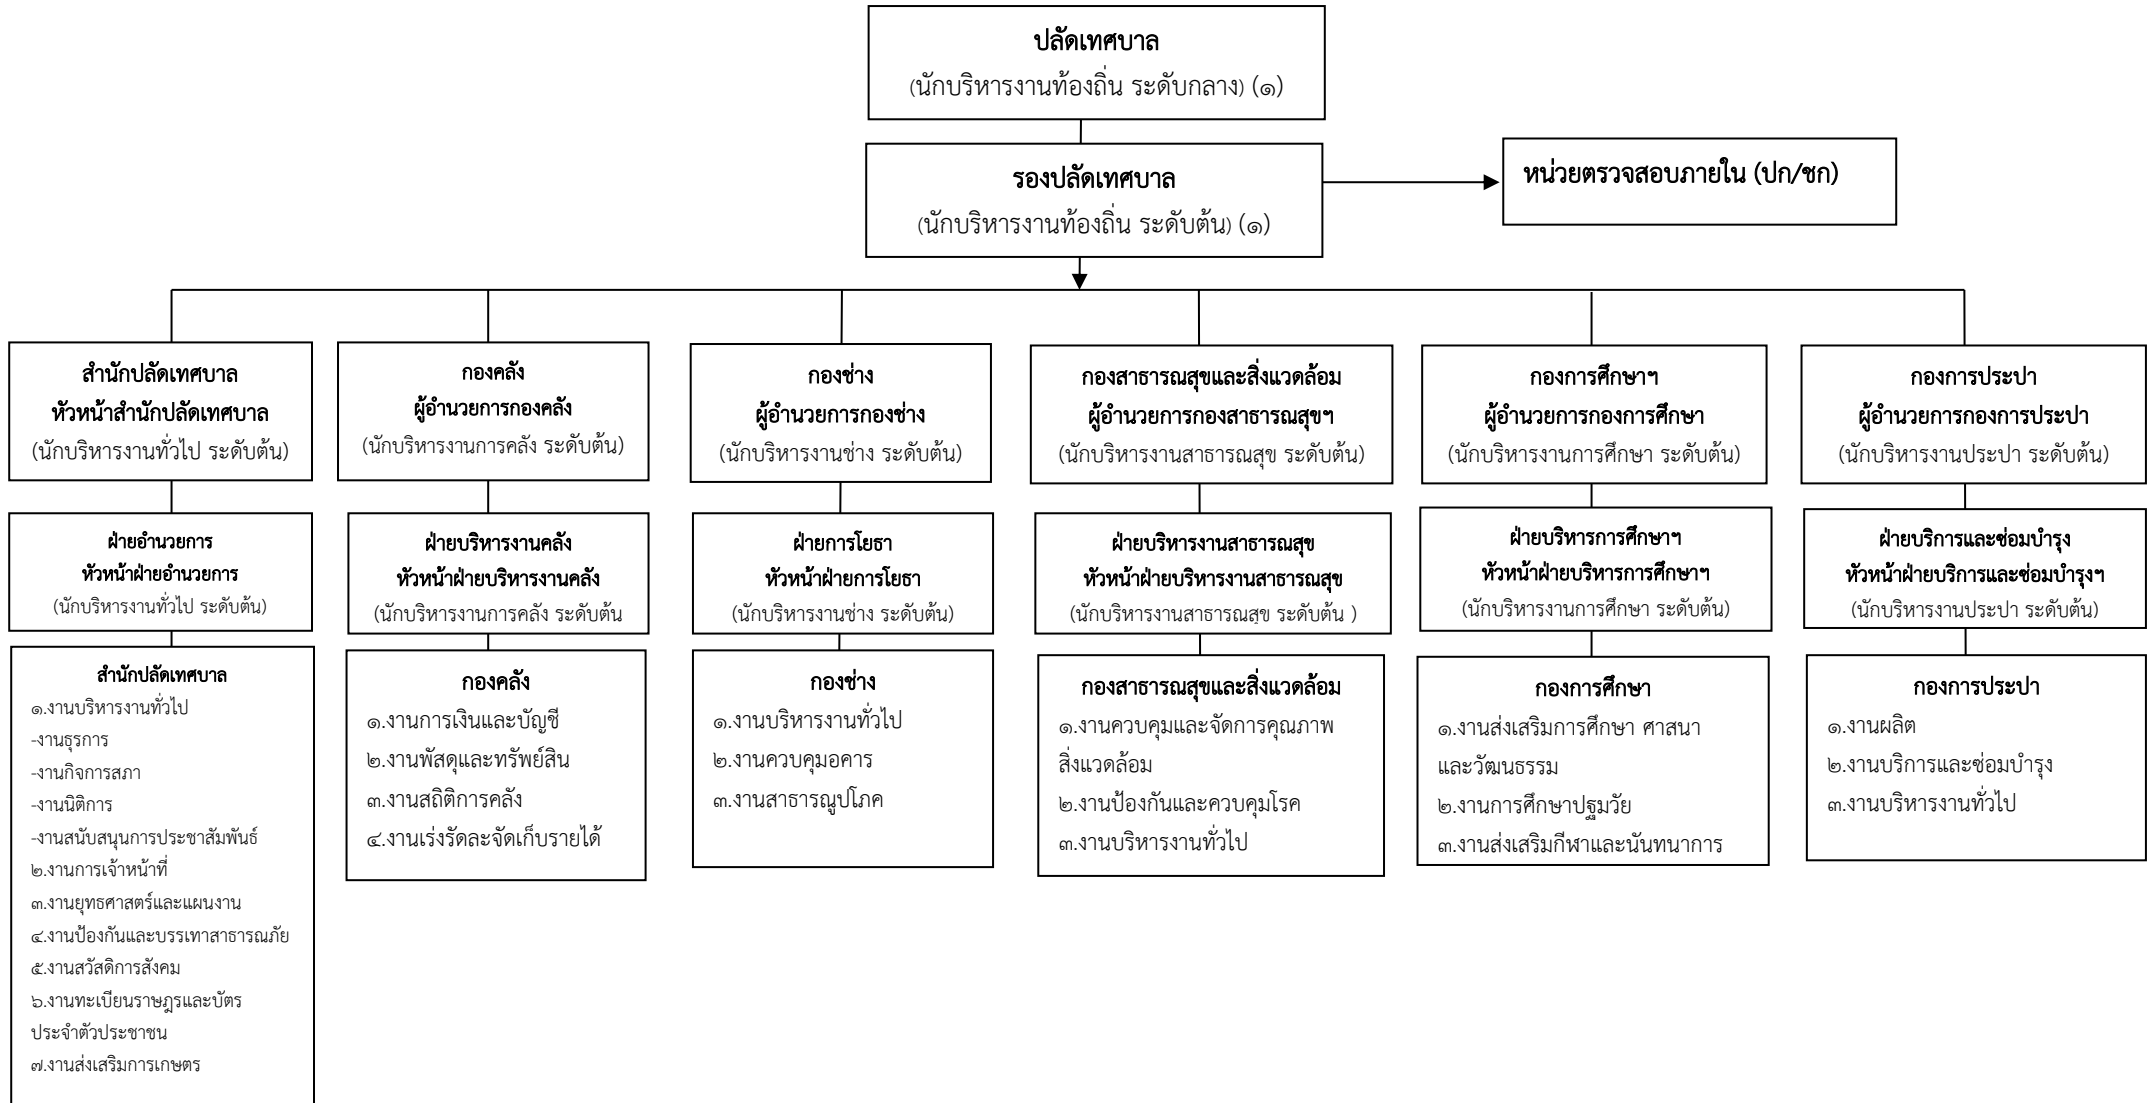 ปลัดเทศบาล
(นักบริหารงานท้องถิ่น ระดับกลาง) (๑)
รองปลัดเทศบาล
(นักบริหารงานท้องถิ่น ระดับต้น) (๑)
หน่วยตรวจสอบภายใน (ปก/ชก)
สำนักปลัดเทศบาล
หัวหน้าสำนักปลัดเทศบาล
(นักบริหารงานทั่วไป ระดับต้น)
กองคลัง
ผู้อำนวยการกองคลัง
(นักบริหารงานการคลัง ระดับต้น)
กองช่าง
ผู้อำนวยการกองช่าง
(นักบริหารงานช่าง ระดับต้น)
กองสาธารณสุขและสิ่งแวดล้อม
ผู้อำนวยการกองสาธารณสุขฯ
(นักบริหารงานสาธารณสุข ระดับต้น)
กองการศึกษาฯ
ผู้อำนวยการกองการศึกษา
(นักบริหารงานการศึกษา ระดับต้น)
กองการประปา
ผู้อำนวยการกองการประปา
(นักบริหารงานประปา ระดับต้น)
ฝ่ายอำนวยการ
หัวหน้าฝ่ายอำนวยการ
(นักบริหารงานทั่วไป ระดับต้น)
ฝ่ายบริหารงานคลัง
หัวหน้าฝ่ายบริหารงานคลัง
(นักบริหารงานการคลัง ระดับต้น
ฝ่ายการโยธา
หัวหน้าฝ่ายการโยธา
(นักบริหารงานช่าง ระดับต้น)
ฝ่ายบริหารงานสาธารณสุข
หัวหน้าฝ่ายบริหารงานสาธารณสุข
(นักบริหารงานสาธารณสุข ระดับต้น )
ฝ่ายบริหารการศึกษาฯ
หัวหน้าฝ่ายบริหารการศึกษาฯ
(นักบริหารงานการศึกษา ระดับต้น)
ฝ่ายบริการและซ่อมบำรุง
หัวหน้าฝ่ายบริการและซ่อมบำรุงฯ
(นักบริหารงานประปา ระดับต้น)
สำนักปลัดเทศบาล
๑.งานบริหารงานทั่วไป
-งานธุรการ
-งานกิจการสภา
-งานนิติการ
-งานสนับสนุนการประชาสัมพันธ์
๒.งานการเจ้าหน้าที่
๓.งานยุทธศาสตร์และแผนงาน
๔.งานป้องกันและบรรเทาสาธารณภัย
๕.งานสวัสดิการสังคม
๖.งานทะเบียนราษฎรและบัตร
ประจำตัวประชาชน
๗.งานส่งเสริมการเกษตร
กองคลัง
๑.งานการเงินและบัญชี
๒.งานพัสดุและทรัพย์สิน
๓.งานสถิติการคลัง
๔.งานเร่งรัดละจัดเก็บรายได้
กองช่าง
๑.งานบริหารงานทั่วไป
๒.งานควบคุมอคาร
๓.งานสาธารณูปโภค
กองสาธารณสุขและสิ่งแวดล้อม
๑.งานควบคุมและจัดการคุณภาพ
สิ่งแวดล้อม
๒.งานป้องกันและควบคุมโรค
๓.งานบริหารงานทั่วไป
กองการศึกษา
๑.งานส่งเสริมการศึกษา ศาสนา
และวัฒนธรรม
๒.งานการศึกษาปฐมวัย
๓.งานส่งเสริมกีฬาและนันทนาการ
กองการประปา
๑.งานผลิต
๒.งานบริการและซ่อมบำรุง
๓.งานบริหารงานทั่วไป